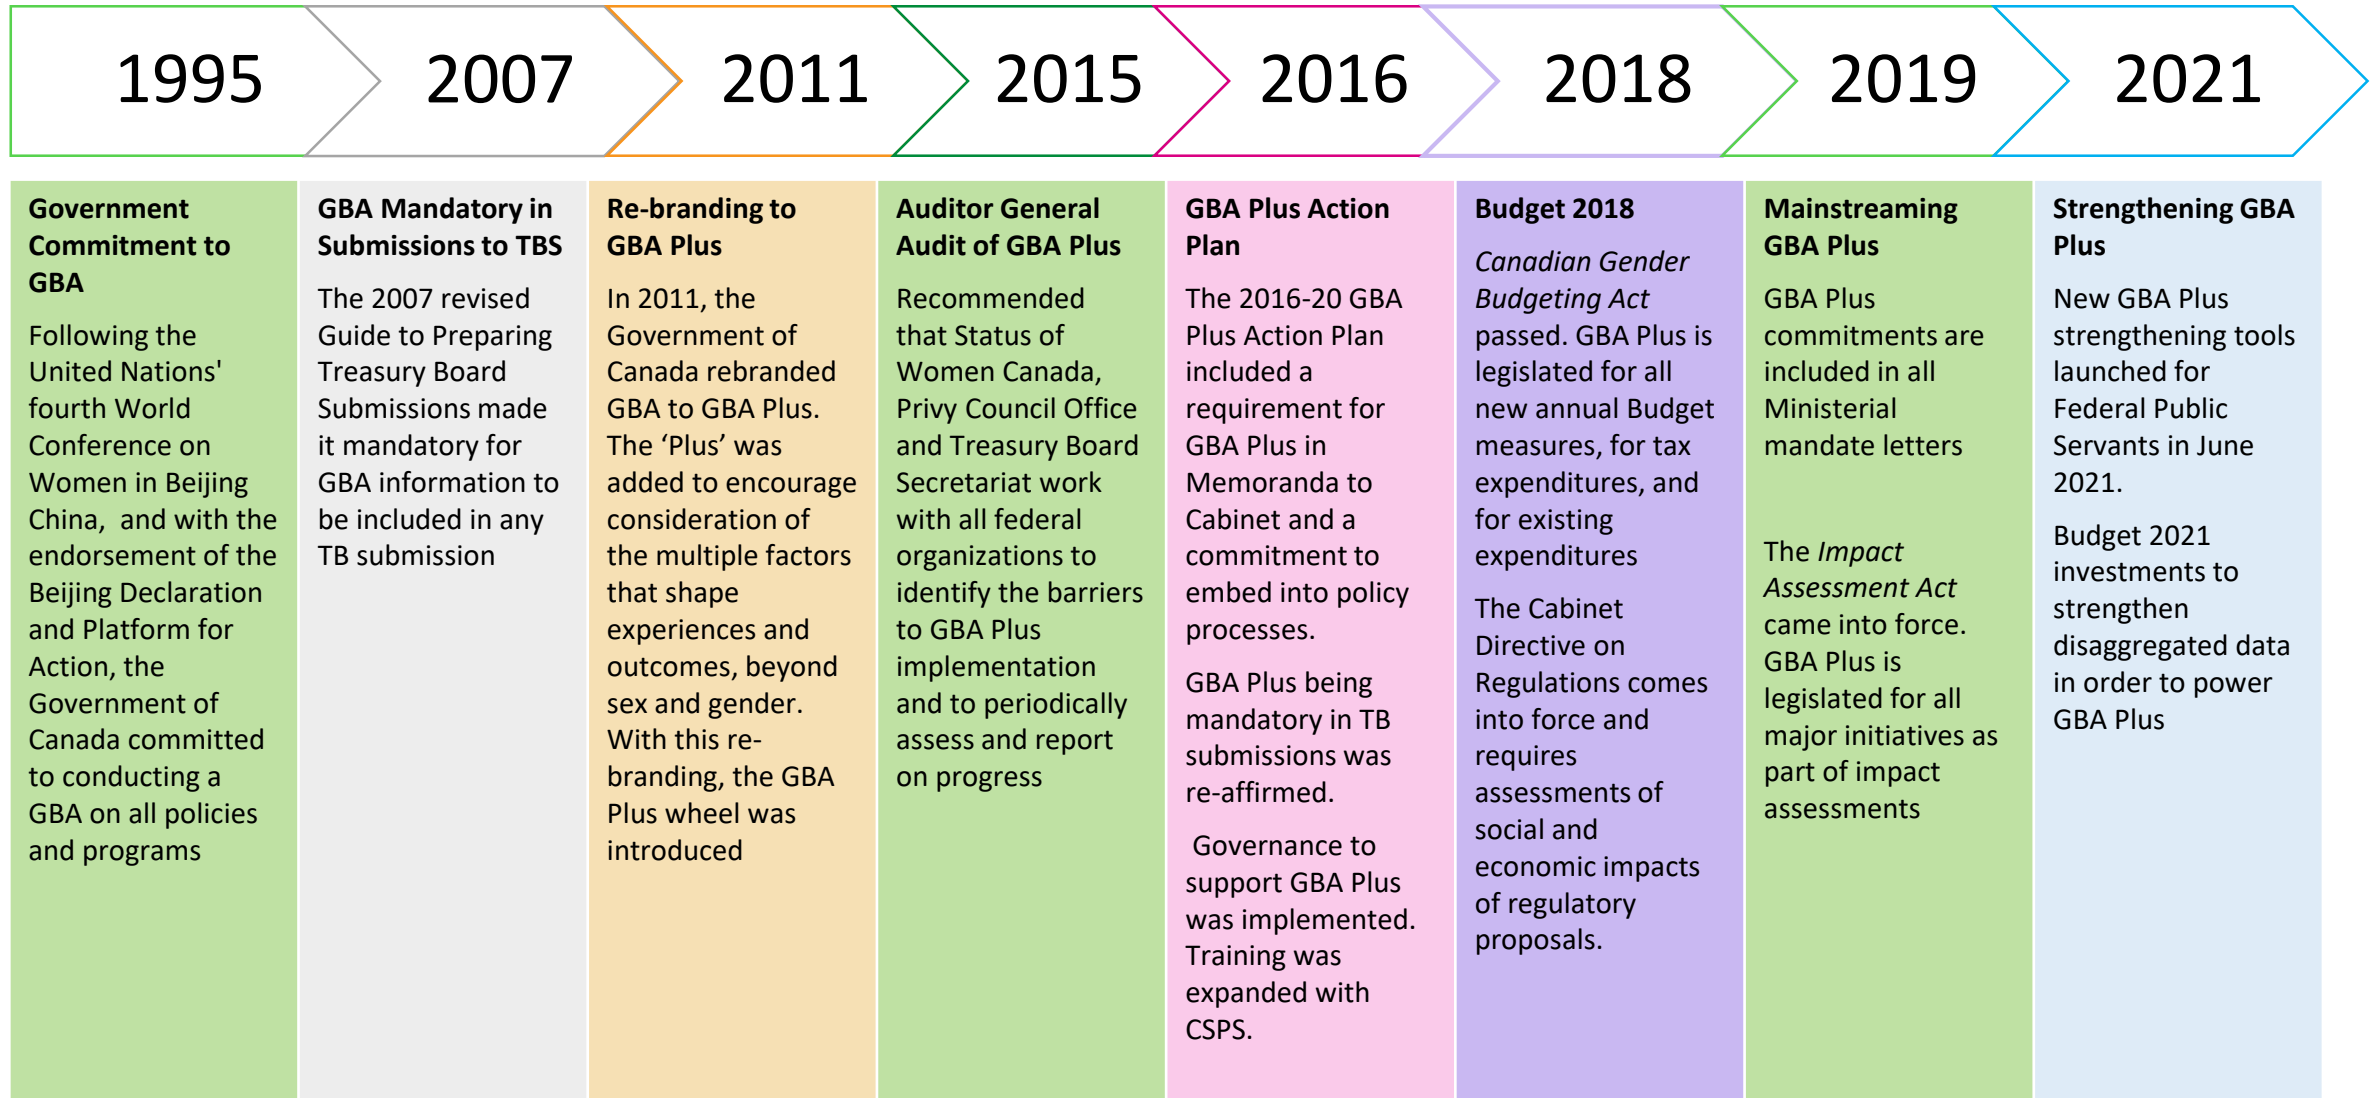 1995
2007
2011
2015
2016
2018
2019
2021
Government
Commitment to
GBA
Following the
United Nations'
fourth World
Conference on
Women in Beijing
China, and with the
endorsement of the
Beijing Declaration
and Platform for
Action, the
Government of
Canada committed
to conducting a
GBA on all policies
and programs
GBA Mandatory in
Submissions to TBS
The 2007 revised
Guide to Preparing
Treasury Board
Submissions made
it mandatory for
GBA information to
be included in any
TB submission
Re-branding to
GBA Plus
In 2011, the
Government of
Canada rebranded
GBA to GBA Plus.
The ‘Plus’ was
added to encourage
consideration of
the multiple factors
that shape
experiences and
outcomes, beyond
sex and gender.
With this re-
branding, the GBA
Plus wheel was
introduced
Auditor General
Audit of GBA Plus
Recommended
that Status of
Women Canada,
Privy Council Office
and Treasury Board
Secretariat work
with all federal
organizations to
identify the barriers
to GBA Plus
implementation
and to periodically
assess and report
on progress
GBA Plus Action
Plan
The 2016-20 GBA
Plus Action Plan
included a
requirement for
GBA Plus in
Memoranda to
Cabinet and a
commitment to
embed into policy
processes.
GBA Plus being
mandatory in TB
submissions was
re-affirmed.
Governance to
support GBA Plus
was implemented.
Training was
expanded with
CSPS.
Budget 2018
Canadian Gender
Budgeting Act
passed. GBA Plus is
legislated for all
new annual Budget
measures, for tax
expenditures, and
for existing
expenditures
The Cabinet
Directive on
Regulations comes
into force and
requires
assessments of
social and
economic impacts
of regulatory
proposals.
Mainstreaming
GBA Plus
GBA Plus
commitments are
included in all
Ministerial
mandate letters
The Impact
Assessment Act
came into force.
GBA Plus is
legislated for all
major initiatives as
part of impact
assessments
Strengthening GBA
Plus
New GBA Plus
strengthening tools
launched for
Federal Public
Servants in June
2021.
Budget 2021
investments to
strengthen
disaggregated data
in order to power
GBA Plus